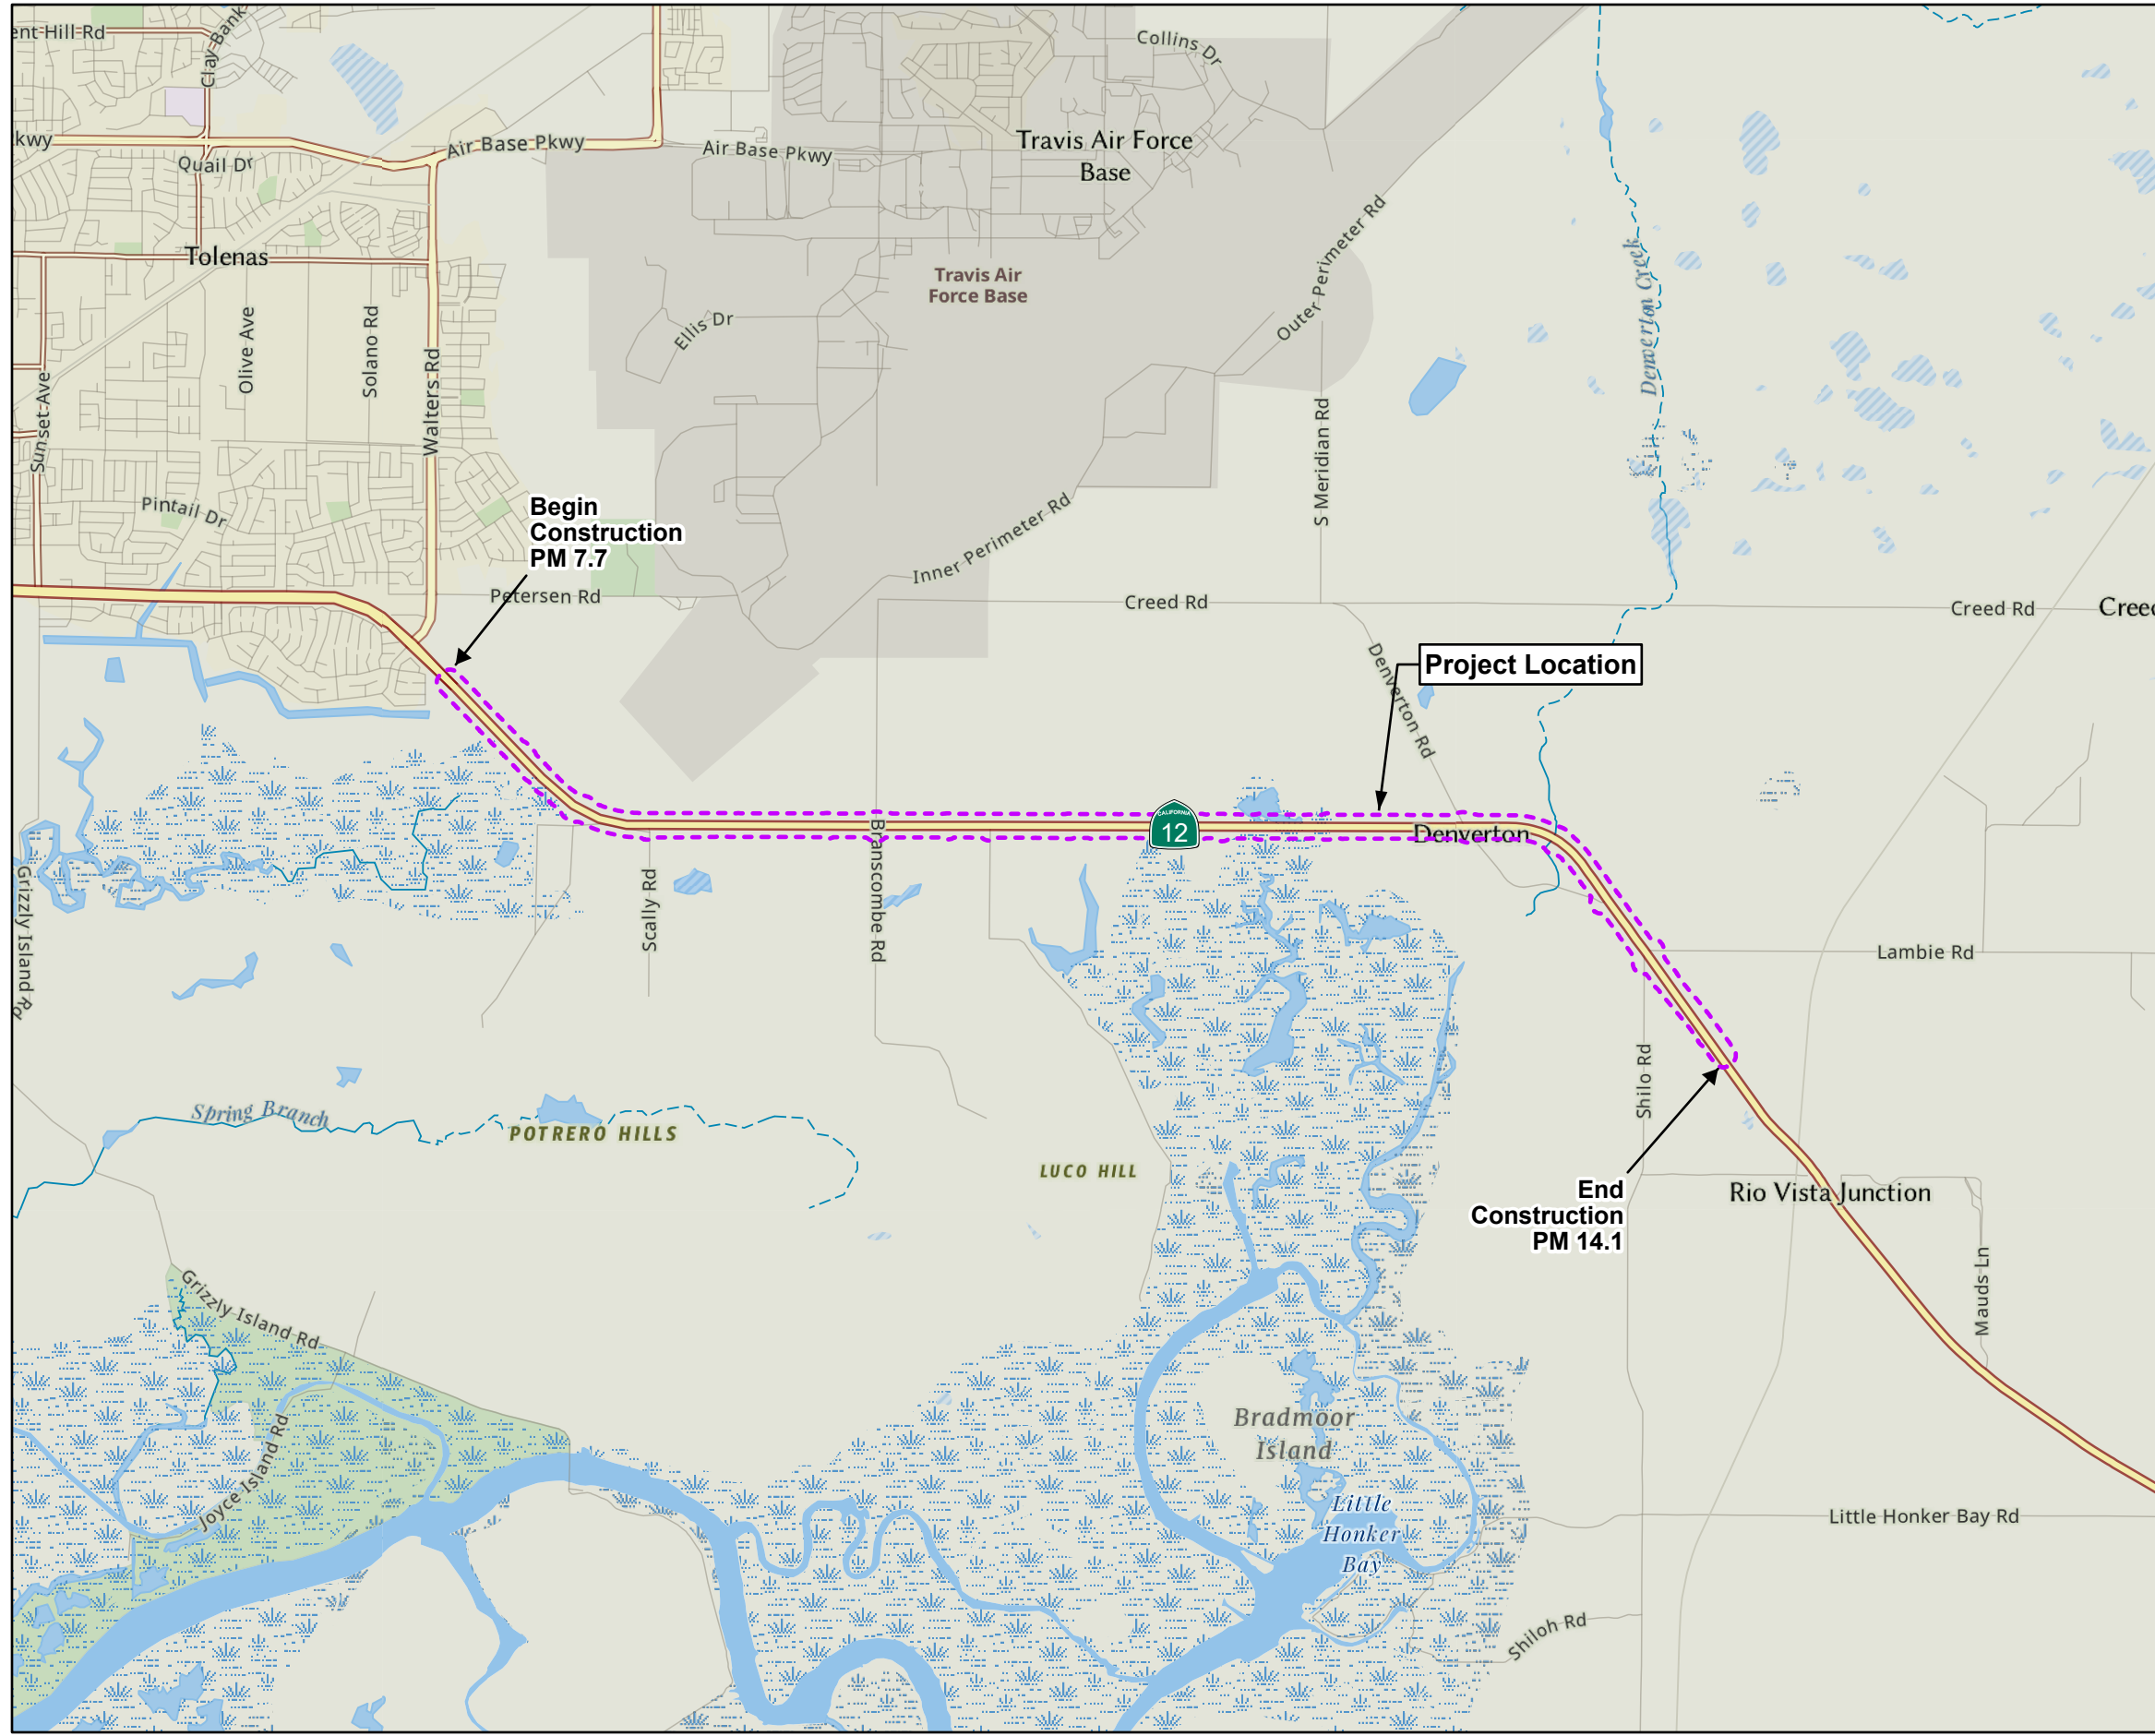 ent Hill Rd
Clay Bank
Collins Dr
kwy
Quail Dr
Air Base Pkwy
Air Base Pkwy
Travis Air Force
Base
Tolenas
Travis Air
Force Base
Outer Perimeter Rd
Denverton Creek
Ellis Dr
Olive Ave
Solano Rd
Walters Rd
Sunset Ave
S Meridian Rd
Pintail Dr
Begin
Construction
PM 7.7
Inner Perimeter Rd
Petersen Rd
Creed Rd
Creed Rd
Creed
Project Location
Denverton Rd
CALIFORNIA
12
Denverton
Grizzly Island Rd
Scally Rd
Branscombe Rd
Lambie Rd
Shilo Rd
Spring Branch
POTRERO HILLS
LUCO HILL
End
Construction
PM 14.1
Rio Vista Junction
Mauds Ln
Grizzly Island Rd
Joyce Island Rd
Bradmoor
Island
Little
Honker
Bay
Little Honker Bay Rd
Shiloh Rd